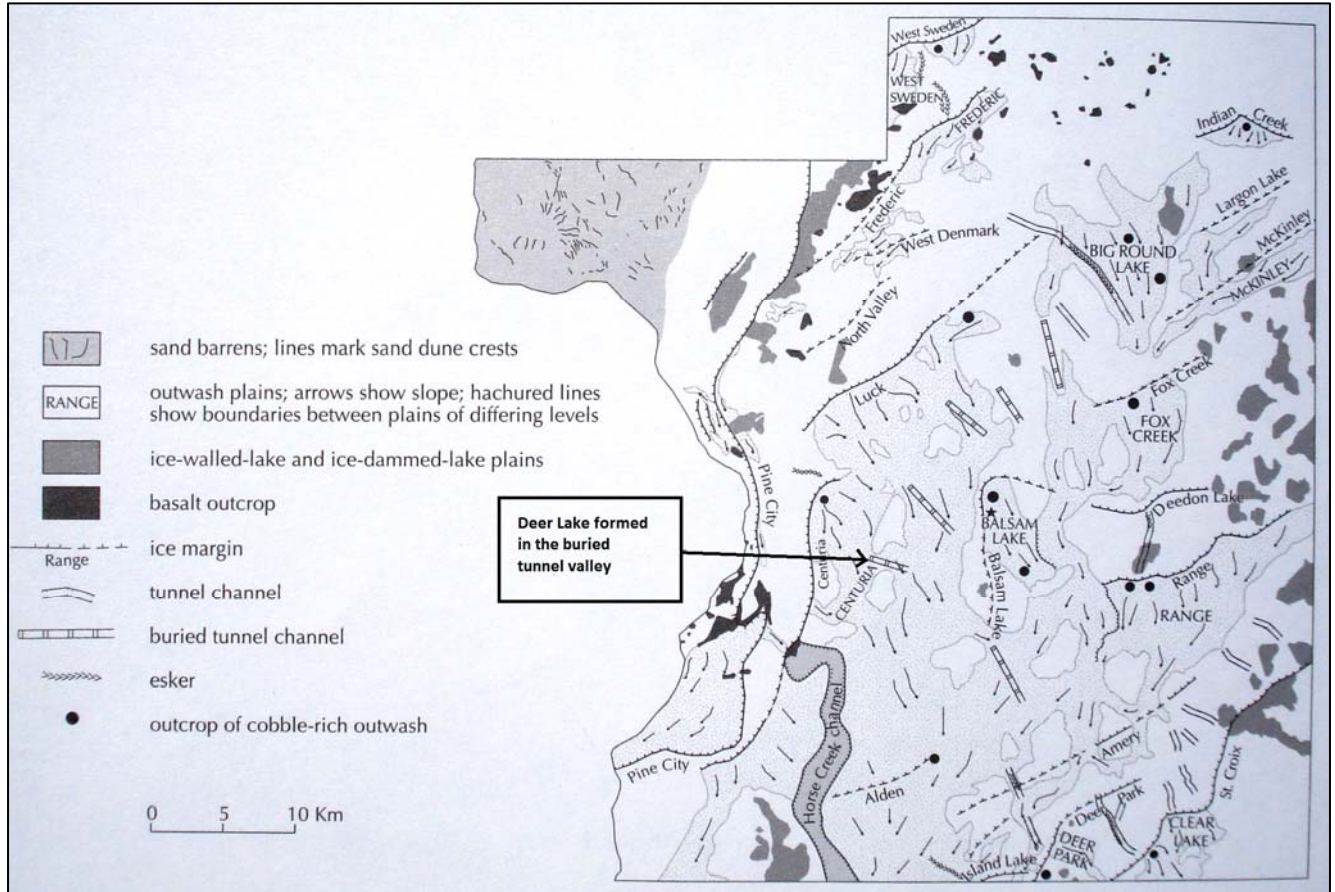 West Sweden
WEST
SWEDEN
FREDERIC
Indian Creek
Frederic
West Denmark
Largon Lake
McKinley
McKINLEY
BIG ROUND
LAKE
North Valley
Luck
Fox Creek
FOX
CREEK
sand barrens; lines mark sand dune crests
RANGE
outwash plains; arrows show slope; hachured lines
show boundaries between plains of differing levels
ice-walled-lake and ice-dammed-lake plains
basalt outcrop
ice margin
Range
tunnel channel
buried tunnel channel
esker
outcrop of cobble-rich outwash
0 5 10 Km
Pine City
Deer Lake formed
in the buried
tunnel valley
Centuria
CENTURIA
BALSAM
LAKE
Balsam Lake
Deedon Lake
Range
RANGE
Horse Creek channel
Pine City
Alden
Amery
St. Croix
Deer Park
DEER
PARK
CLEAR
LAKE
Island Lake